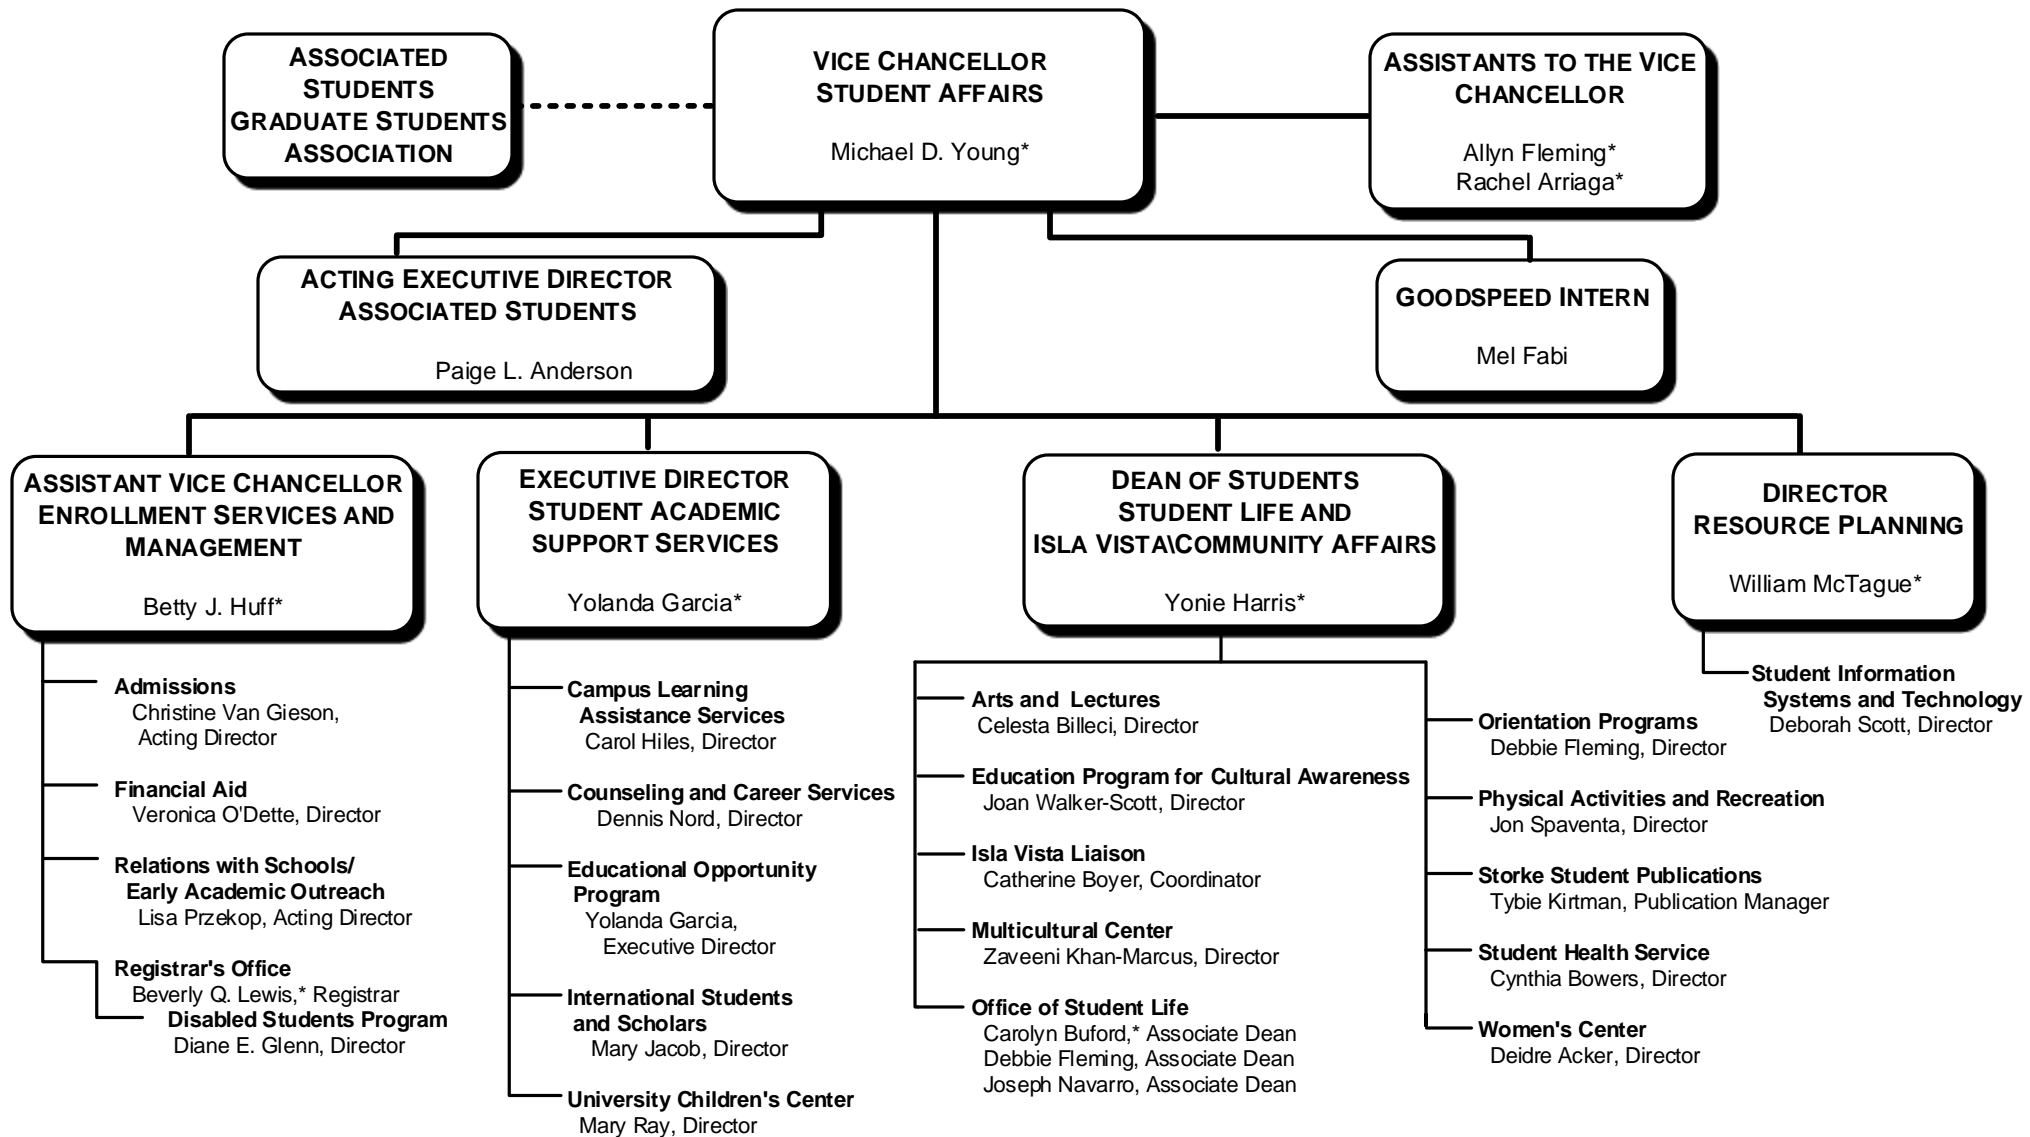 ASSOCIATED
STUDENTS
GRADUATE STUDENTS
ASSOCIATION
VICE CHANCELLOR
STUDENT AFFAIRS
Michael D. Young*
ASSISTANTS TO THE VICE
CHANCELLOR
Allyn Fleming*
Rachel Arriaga*
ACTING EXECUTIVE DIRECTOR
ASSOCIATED STUDENTS
Paige L. Anderson
GOODSPEED INTERN
Mel Fabi
ASSISTANT VICE CHANCELLOR
ENROLLMENT SERVICES AND
MANAGEMENT
Betty J. Huff*
Admissions
Christine Van Gieson,
Acting Director
Financial Aid
Veronica O'Dette, Director
Relations with Schools/
Early Academic Outreach
Lisa Przekop, Acting Director
Registrar's Office
Beverly Q. Lewis,* Registrar
Disabled Students Program
Diane E. Glenn, Director
EXECUTIVE DIRECTOR
STUDENT ACADEMIC
SUPPORT SERVICES
Yolanda Garcia*
Campus Learning
Assistance Services
Carol Hiles, Director
Counseling and Career Services
Dennis Nord, Director
Educational Opportunity
Program
Yolanda Garcia,
Executive Director
International Students
and Scholars
Mary Jacob, Director
University Children's Center
Mary Ray, Director
DEAN OF STUDENTS
STUDENT LIFE AND
ISLA VISTA\COMMUNITY AFFAIRS
Yonie Harris*
Arts and Lectures
Celesta Billeci, Director
Education Program for Cultural Awareness
Joan Walker-Scott, Director
Isla Vista Liaison
Catherine Boyer, Coordinator
Multicultural Center
Zaveeni Khan-Marcus, Director
Office of Student Life
Carolyn Buford,* Associate Dean
Debbie Fleming, Associate Dean
Joseph Navarro, Associate Dean
Orientation Programs
Debbie Fleming, Director
Physical Activities and Recreation
Jon Spaventa, Director
Storke Student Publications
Tybie Kirtman, Publication Manager
Student Health Service
Cynthia Bowers, Director
Women's Center
Deidre Acker, Director
DIRECTOR
RESOURCE PLANNING
William McTague*
Student Information
Systems and Technology
Deborah Scott, Director